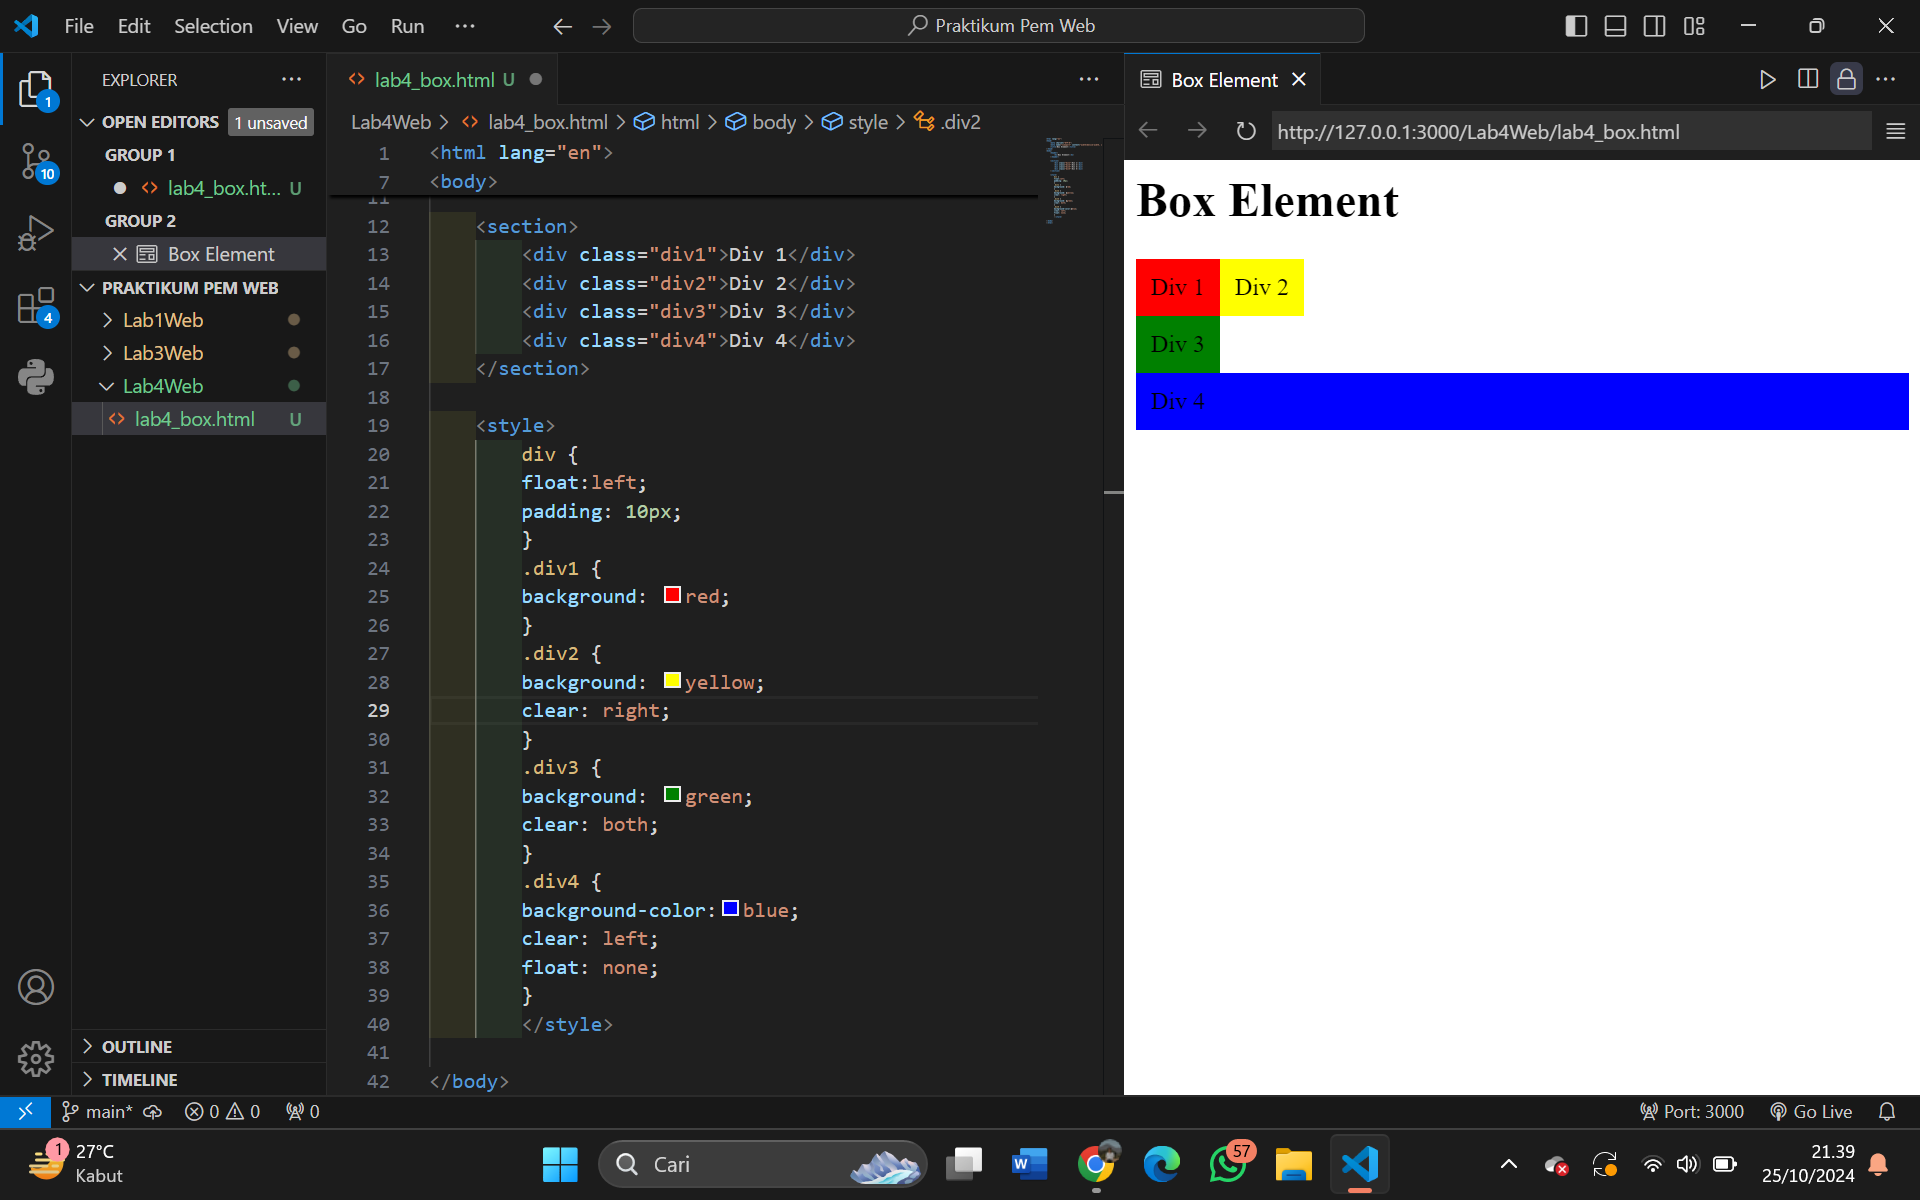 File Edit Selection View Go Run ··· Praktikum Pem Web
EXPLORER ···
OPEN EDITORS 1 unsaved
GROUP 1
lab4_box.ht... U
GROUP 2
Box Element
PRAKTIKUM PEM WEB
Lab1Web
Lab3Web
Lab4Web
lab4_box.html U
OUTLINE
TIMELINE
1
10
4
lab4_box.html U ···
Lab4Web > lab4_box.html > html > body > style > .div2
1 <html lang="en">
7 <body>
11
12 <section>
13 <div class="div1">Div 1</div>
14 <div class="div2">Div 2</div>
15 <div class="div3">Div 3</div>
16 <div class="div4">Div 4</div>
17 </section>
18
19 <style>
20 div {
21 float:left;
22 padding: 10px;
23 }
24 .div1 {
25 background: red;
26 }
27 .div2 {
28 background: yellow;
29 clear: right;
30 }
31 .div3 {
32 background: green;
33 clear: both;
34 }
35 .div4 {
36 background-color: blue;
37 clear: left;
38 float: none;
39 }
40 </style>
41
42 </body>
Box Element ···
http://127.0.0.1:3000/Lab4Web/lab4_box.html
Box Element
Div 1 Div 2
Div 3
Div 4
main* 0 0 0 Port: 3000 Go Live
1 27°C
Kabut
Cari
57
21.39
25/10/2024